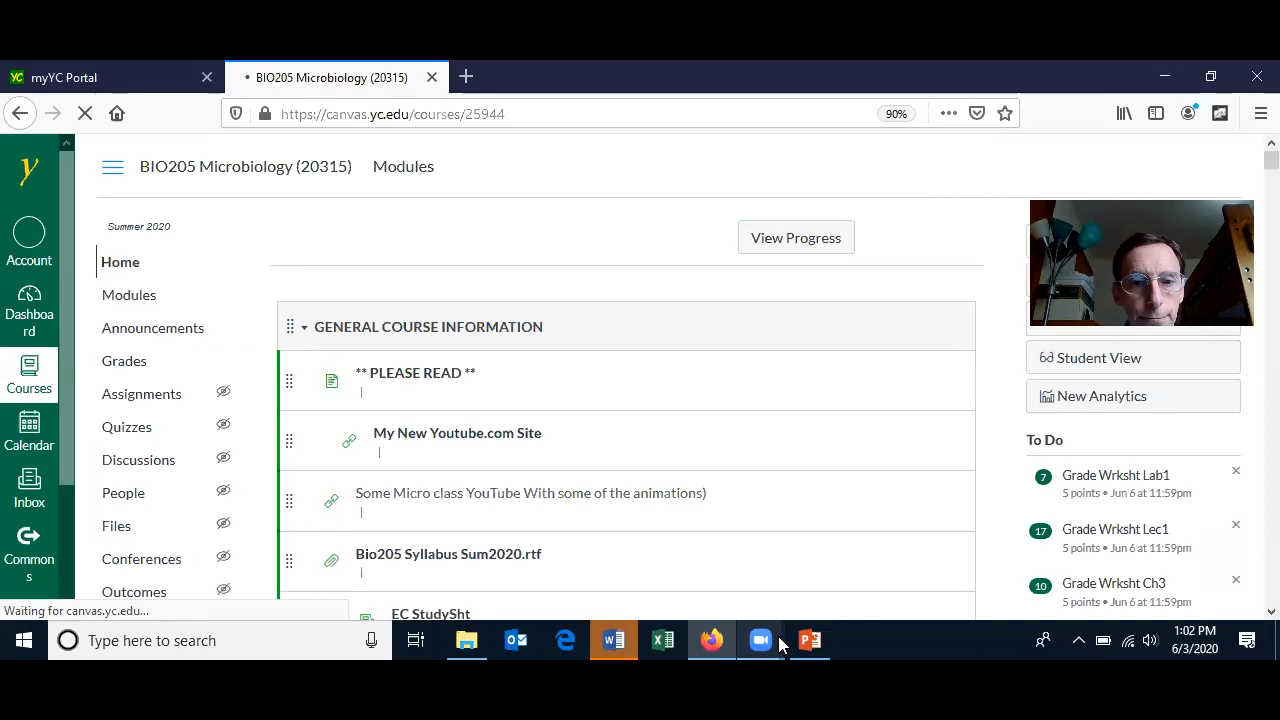 myYC Portal
BIO205 Microbiology (20315)
https://canvas.yc.edu/courses/25944
90%
BIO205 Microbiology (20315) Modules
Summer 2020
Account
Dashboa
rd
Courses
Calendar
Inbox
Common
s
Home
Modules
Announcements
Grades
Assignments
Quizzes
Discussions
People
Files
Conferences
Outcomes
View Progress
GENERAL COURSE INFORMATION
** PLEASE READ **
My New Youtube.com Site
Some Micro class YouTube With some of the animations)
Bio205 Syllabus Sum2020.rtf
EC StudySht
Student View
New Analytics
To Do
7 Grade Wrksht Lab1
5 points • Jun 6 at 11:59pm
17 Grade Wrksht Lec1
5 points • Jun 6 at 11:59pm
10 Grade Wrksht Ch3
5 points • Jun 6 at 11:59pm
Waiting for canvas.yc.edu...
Type here to search
1:02 PM
6/3/2020